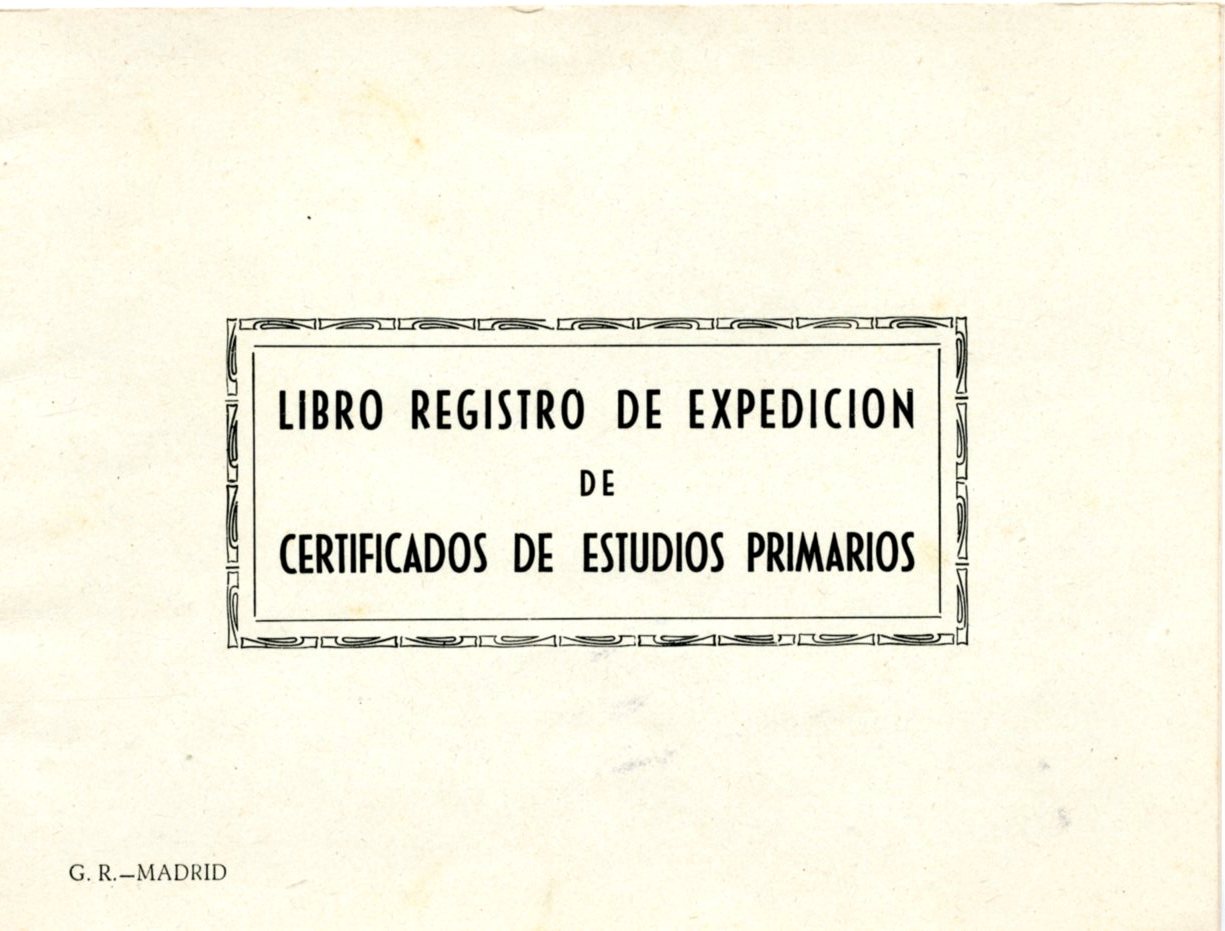 LIBRO REGISTRO DE EXPEDICION
DE
CERTIFICADOS DE ESTUDIOS PRIMARIOS
G. R.—MADRID